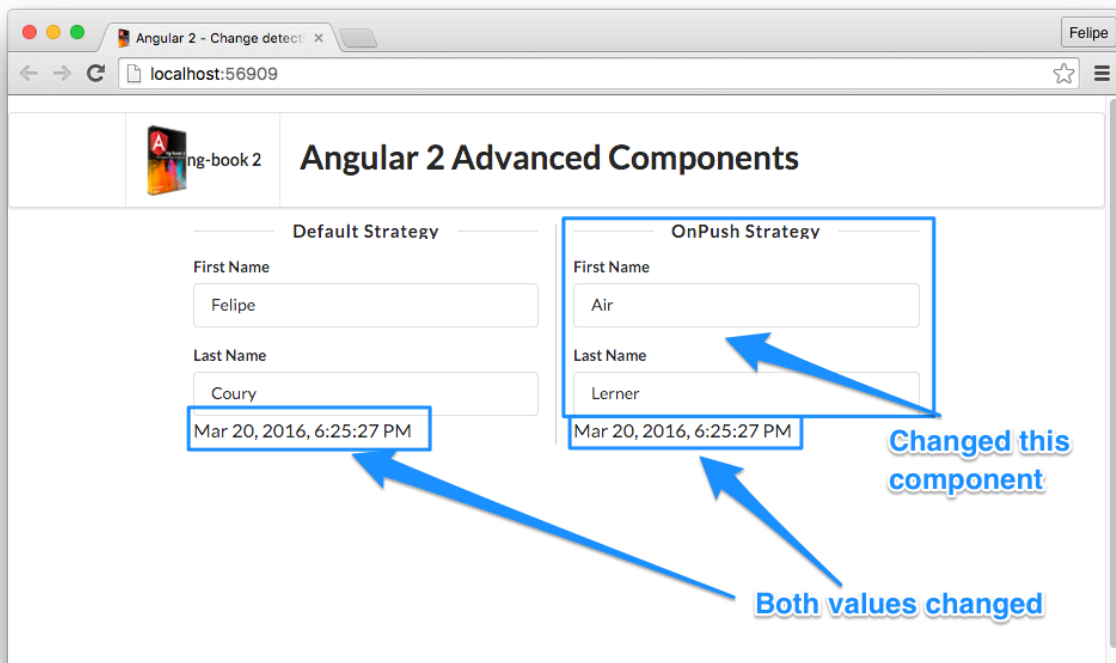 Angular 2 - Change detecti
Felipe
localhost:56909
ng-book 2
Angular 2 Advanced Components
Default Strategy
First Name
Felipe
Last Name
Coury
Mar 20, 2016, 6:25:27 PM
OnPush Strategy
First Name
Air
Last Name
Lerner
Mar 20, 2016, 6:25:27 PM
Changed this
component
Both values changed